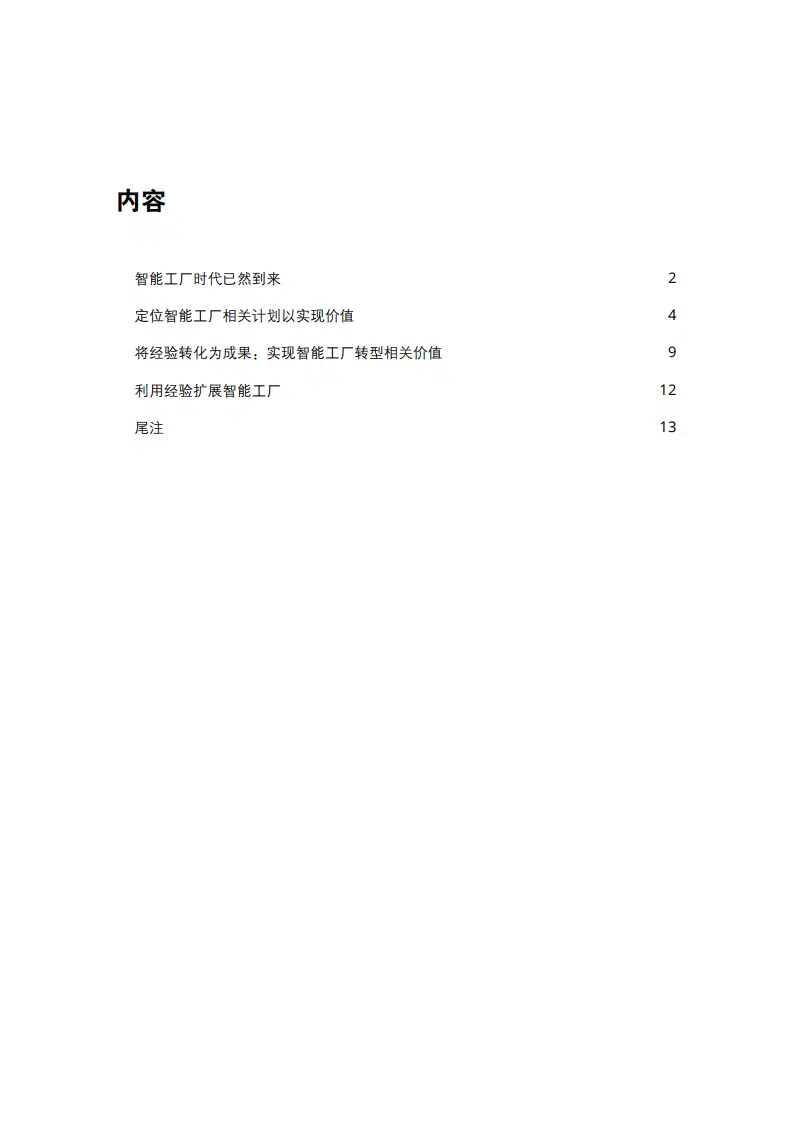 内容
智能工厂时代已然到来 2
定位智能工厂相关计划以实现价值 4
将经验转化为成果：实现智能工厂转型相关价值 9
利用经验扩展智能工厂 12
尾注 13